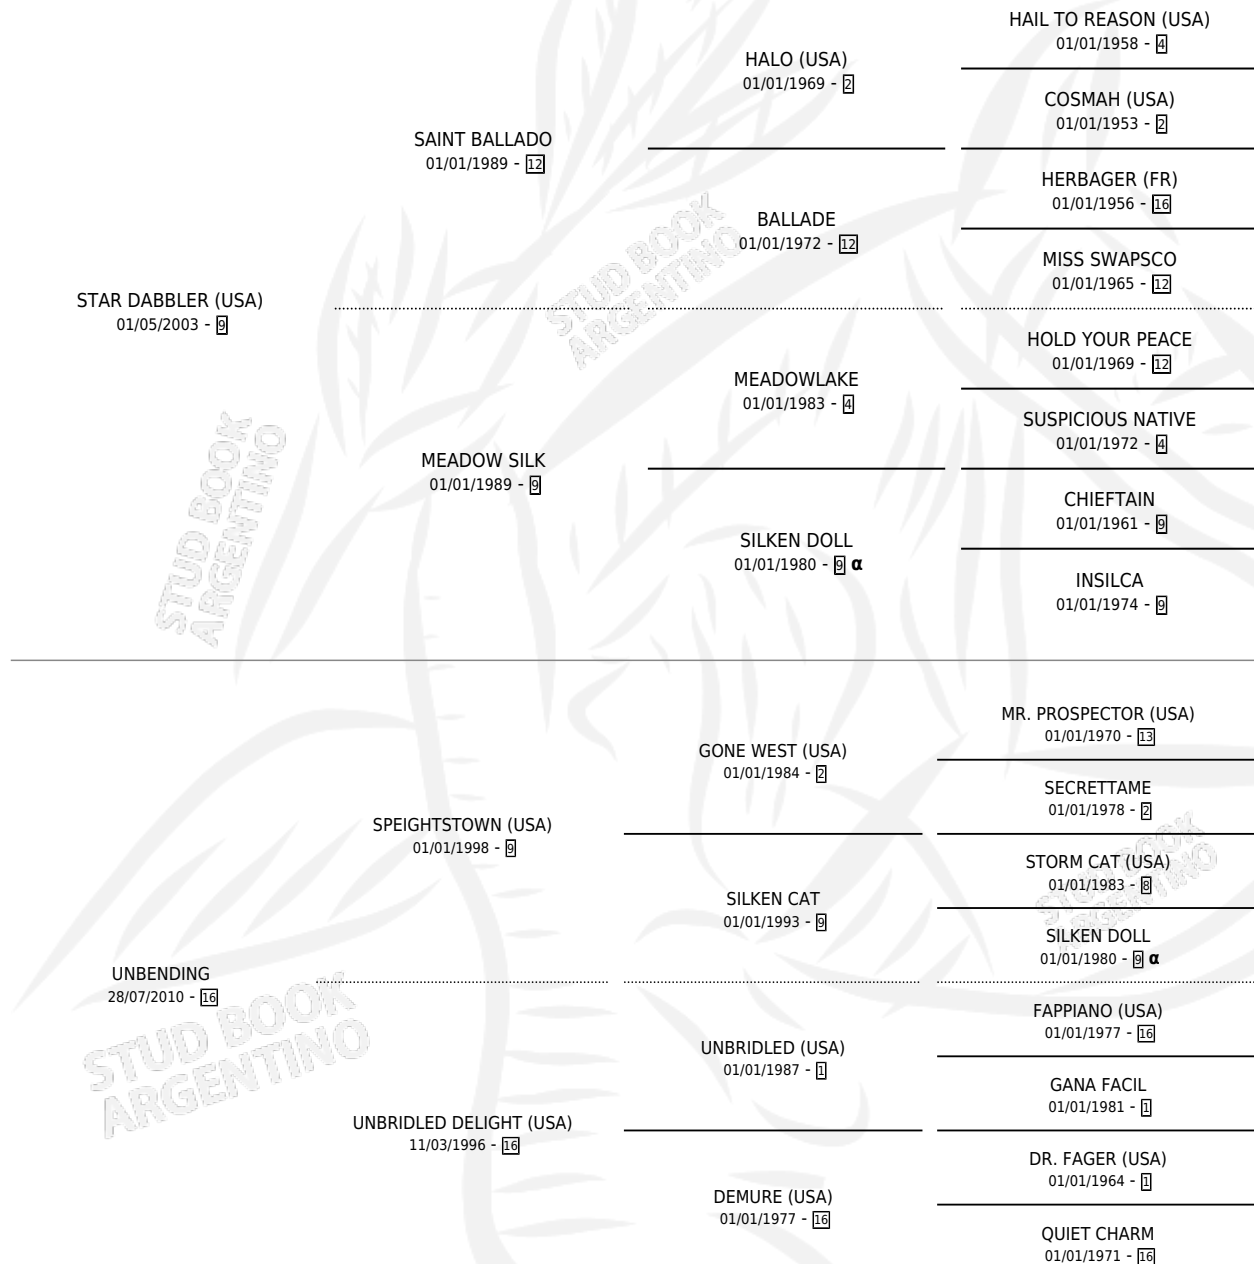 HAIL TO REASON (USA)
01/01/1958 - 4
HALO (USA)
01/01/1969 - 2
COSMAH (USA)
01/01/1953 - 2
SAINT BALLADO
01/01/1989 - 12
HERBAGER (FR)
01/01/1956 - 16
BALLADE
01/01/1972 - 12
MISS SWAPSCO
01/01/1965 - 12
STAR DABBLER (USA)
01/05/2003 - 9
HOLD YOUR PEACE
01/01/1969 - 12
MEADOWLAKE
01/01/1983 - 4
SUSPICIOUS NATIVE
01/01/1972 - 4
MEADOW SILK
01/01/1989 - 9
CHIEFTAIN
01/01/1961 - 9
SILKEN DOLL
01/01/1980 - 9 α
INSILCA
01/01/1974 - 9
MR. PROSPECTOR (USA)
01/01/1970 - 13
GONE WEST (USA)
01/01/1984 - 2
SECRETTAME
01/01/1978 - 2
SPEIGHTSTOWN (USA)
01/01/1998 - 9
STORM CAT (USA)
01/01/1983 - 8
SILKEN CAT
01/01/1993 - 9
SILKEN DOLL
01/01/1980 - 9 α
UNBENDING
28/07/2010 - 16
FAPPIANO (USA)
01/01/1977 - 16
UNBRIDLED (USA)
01/01/1987 - 1
GANA FACIL
01/01/1981 - 1
UNBRIDLED DELIGHT (USA)
11/03/1996 - 16
DR. FAGER (USA)
01/01/1964 - 1
DEMURE (USA)
01/01/1977 - 16
QUIET CHARM
01/01/1971 - 16
STUD BOOK
ARGENTINO
STUD BOOK
ARGENTINO
STUD BOOK
ARGENTINO
STUD BOOK
ARGENTINO